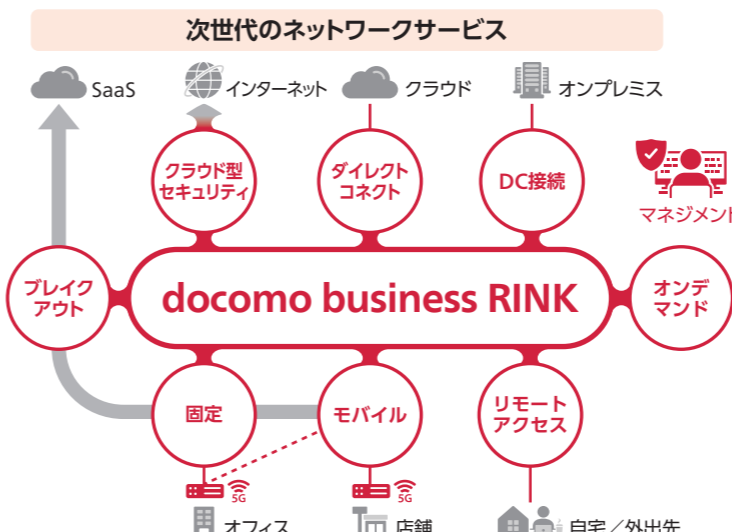 次世代のネットワークサービス
SaaS
インターネット
クラウド
オンプレミス
クラウド型
セキュリティ
ダイレクト
コネクト
DC接続
マネジメント
ブレイク
アウト
docomo business RINK
オンデ
マンド
固定
モバイル
リモート
アクセス
5G
5G
オフィス
店舗
自宅／外出先